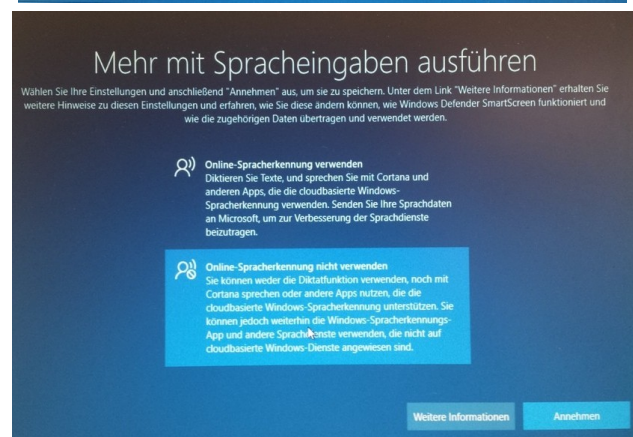 Mehr mit Spracheingaben ausführen
Wählen Sie Ihre Einstellungen und anschließend "Annehmen" aus, um sie zu speichern. Unter dem Link "Weitere Informationen" erhalten Sie
weitere Hinweise zu diesen Einstellungen und erfahren, wie Sie diese ändern können, wie Windows Defender SmartScreen funktioniert und
wie die zugehörigen Daten übertragen und verwendet werden.
Online-Spracherkennung verwenden
Diktieren Sie Texte, und sprechen Sie mit Cortana und
anderen Apps, die die cloudbasierte Windows-
Spracherkennung verwenden. Senden Sie Ihre Sprachdaten
an Microsoft, um zur Verbesserung der Sprachdienste
beizutragen.
Online-Spracherkennung nicht verwenden
Sie können weder die Diktatfunktion verwenden, noch mit
Cortana sprechen oder andere Apps nutzen, die die
cloudbasierte Windows-Spracherkennung unterstützen. Sie
können jedoch weiterhin die Windows-Spracherkennungs-
App und andere Sprachdienste verwenden, die nicht auf
cloudbasierte Windows-Dienste angewiesen sind.
Weitere Informationen
Annehmen